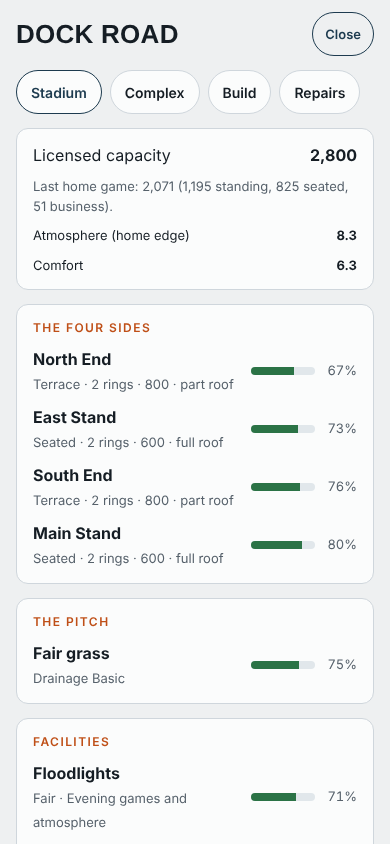 DOCK ROAD
Close
Stadium
Complex
Build
Repairs
Licensed capacity
2,800
Last home game: 2,071 (1,195 standing, 825 seated,
51 business).
Atmosphere (home edge)
8.3
Comfort
6.3
THE FOUR SIDES
North End
Terrace · 2 rings · 800 · part roof
67%
East Stand
Seated · 2 rings · 600 · full roof
73%
South End
Terrace · 2 rings · 800 · part roof
76%
Main Stand
Seated · 2 rings · 600 · full roof
80%
THE PITCH
Fair grass
Drainage Basic
75%
FACILITIES
Floodlights
Fair · Evening games and
atmosphere
71%